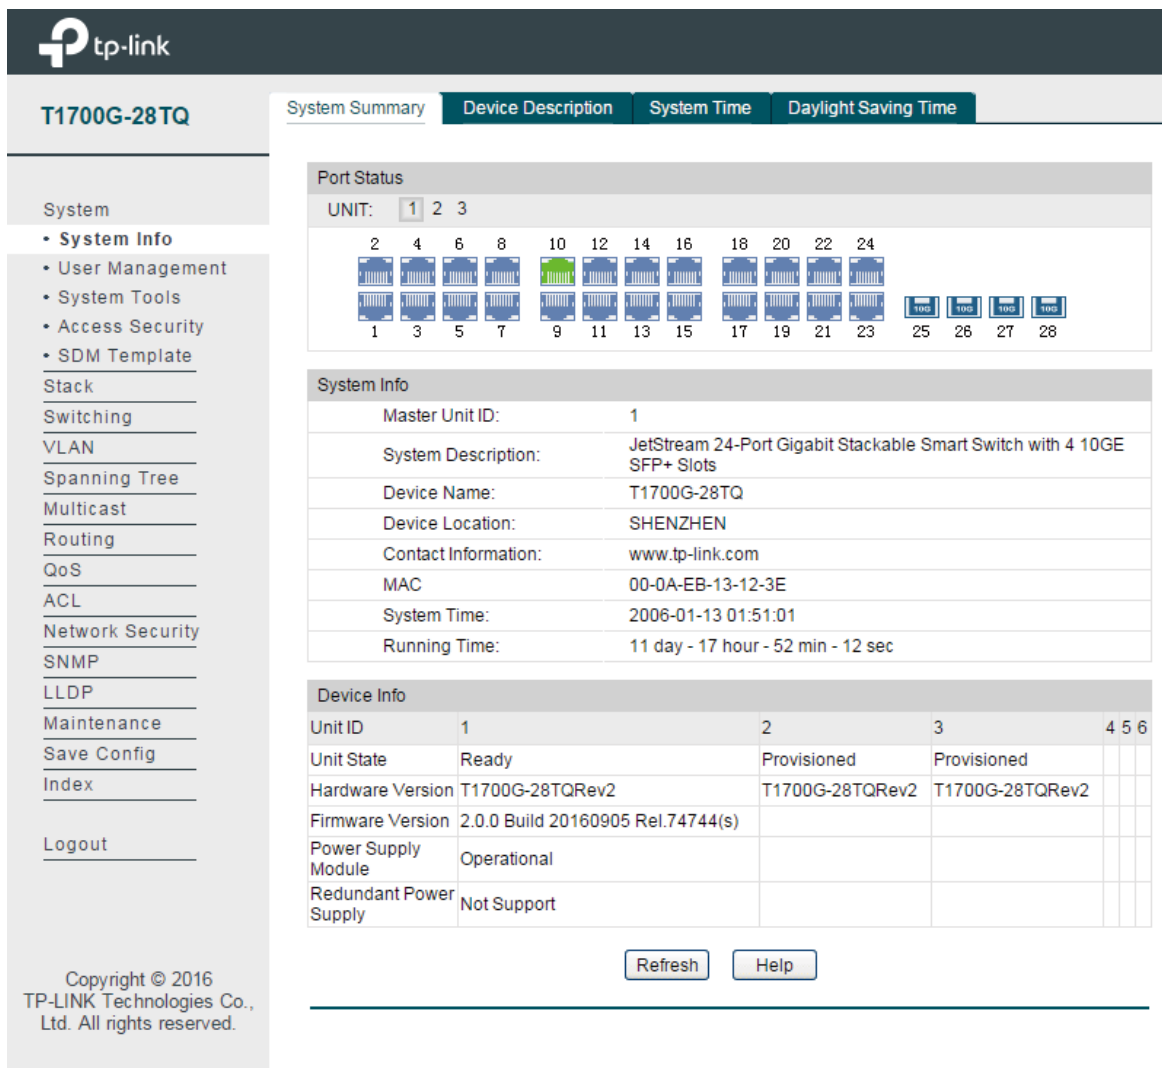 tp-link
T1700G-28TQ
System Summary Device Description System Time Daylight Saving Time
System
• System Info
• User Management
• System Tools
• Access Security
• SDM Template
Stack
Switching
VLAN
Spanning Tree
Multicast
Routing
QoS
ACL
Network Security
SNMP
LLDP
Maintenance
Save Config
Index
Logout
Copyright © 2016
TP-LINK Technologies Co.,
Ltd. All rights reserved.
Port Status
UNIT: 1 2 3
2 4 6 8 10 12 14 16 18 20 22 24
10G 10G 10G 10G
1 3 5 7 9 11 13 15 17 19 21 23 25 26 27 28
System Info
Master Unit ID: 1
System Description: JetStream 24-Port Gigabit Stackable Smart Switch with 4 10GE
SFP+ Slots
Device Name: T1700G-28TQ
Device Location: SHENZHEN
Contact Information: www.tp-link.com
MAC 00-0A-EB-13-12-3E
System Time: 2006-01-13 01:51:01
Running Time: 11 day - 17 hour - 52 min - 12 sec
Device Info
Unit ID 1 2 3 4 5 6
Unit State Ready Provisioned Provisioned
Hardware Version T1700G-28TQRev2 T1700G-28TQRev2 T1700G-28TQRev2
Firmware Version 2.0.0 Build 20160905 Rel.74744(s)
Power Supply
Module Operational
Redundant Power
Supply Not Support
Refresh Help